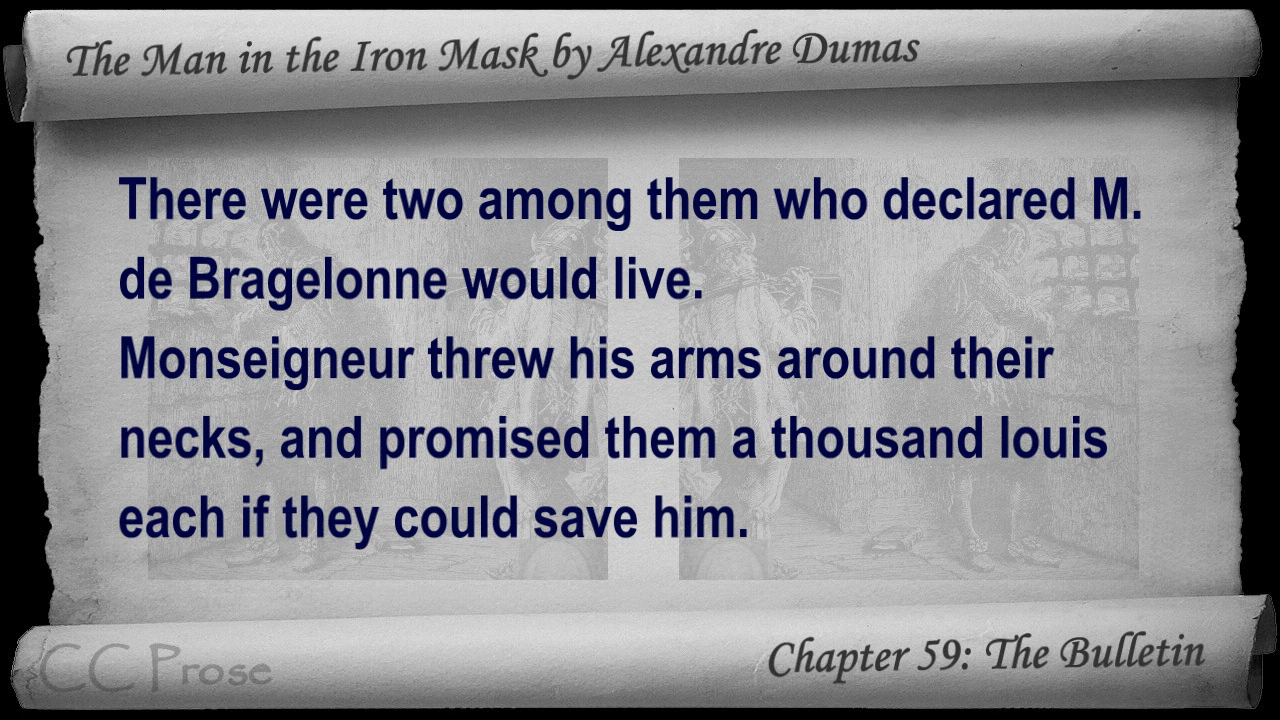 The Man in the Iron Mask by Alexandre Dumas
There were two among them who declared M.
de Bragelonne would live.
Monseigneur threw his arms around their
necks, and promised them a thousand louis
each if they could save him.
CC Prose
Chapter 59: The Bulletin